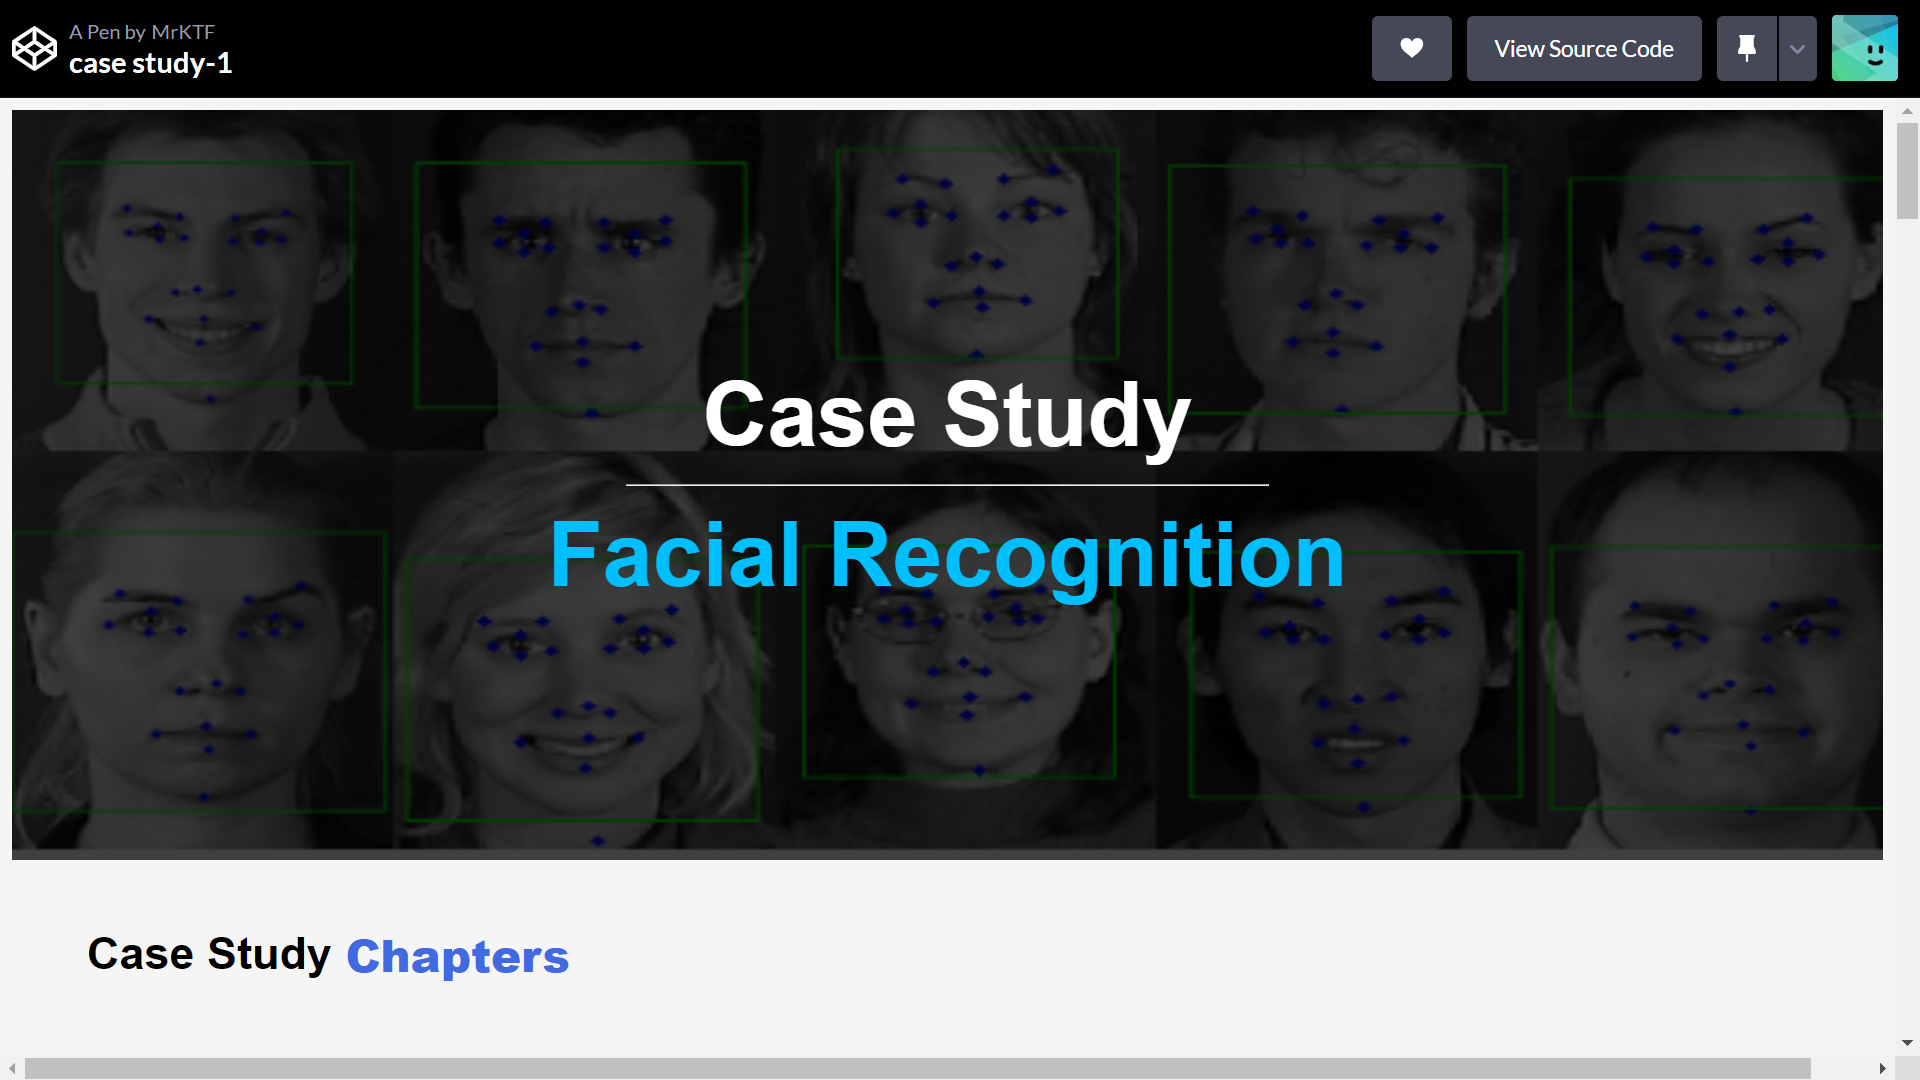 A Pen by MrKTF
case study-1
View Source Code
Case Study
Facial Recognition
Case Study Chapters